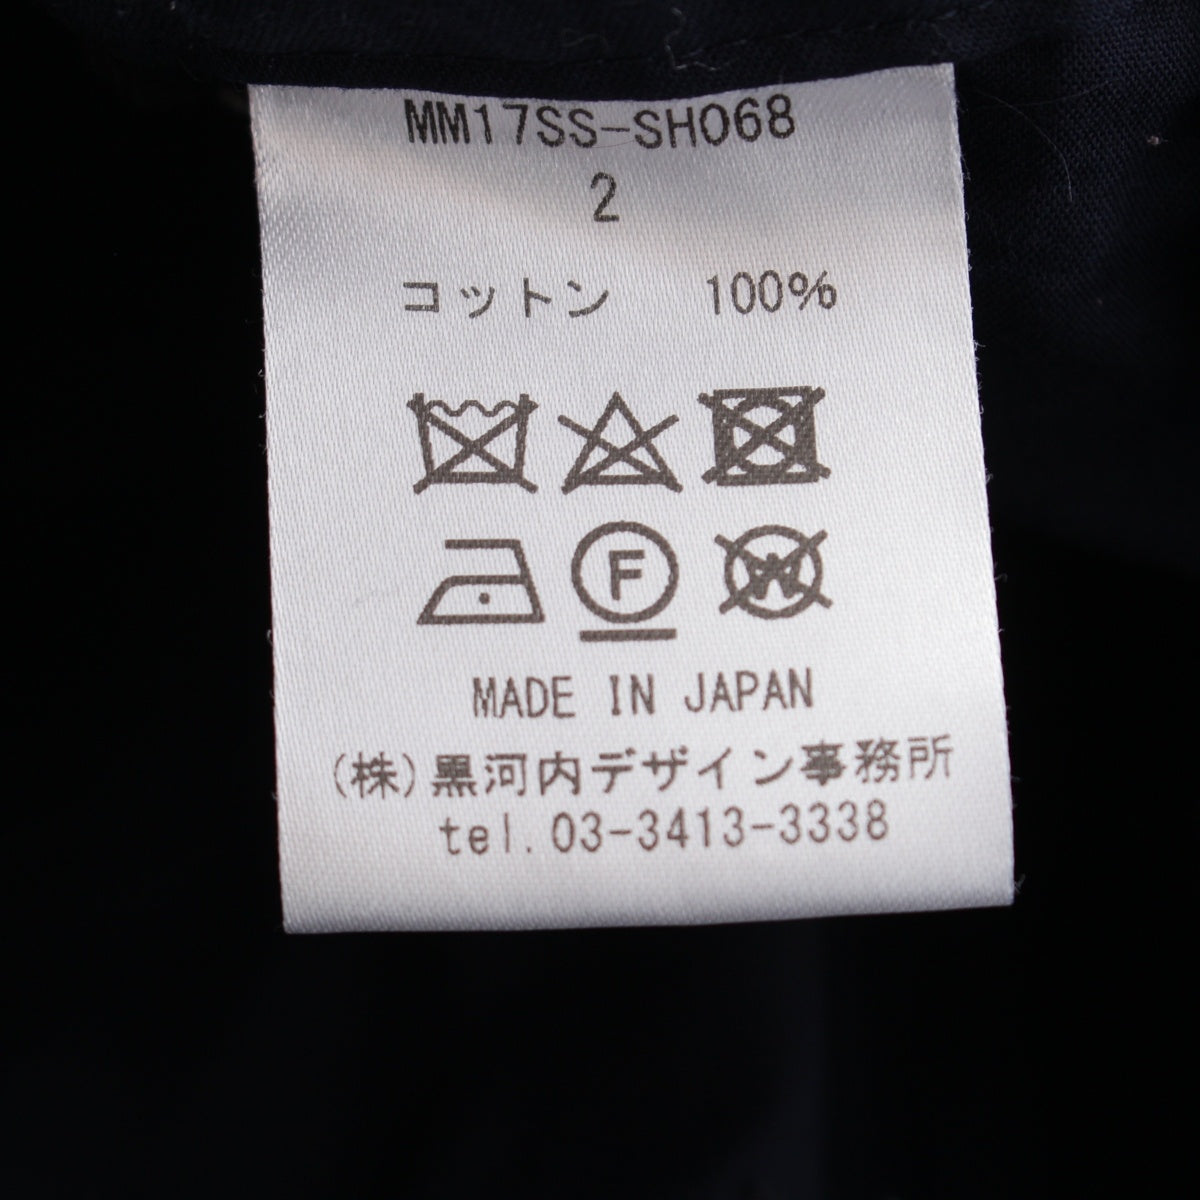 MM17SS-SH068
2
コットン 100%
F W
MADE IN JAPAN
(株)黒河内デザイン事務所
tel. 03-3413-3338